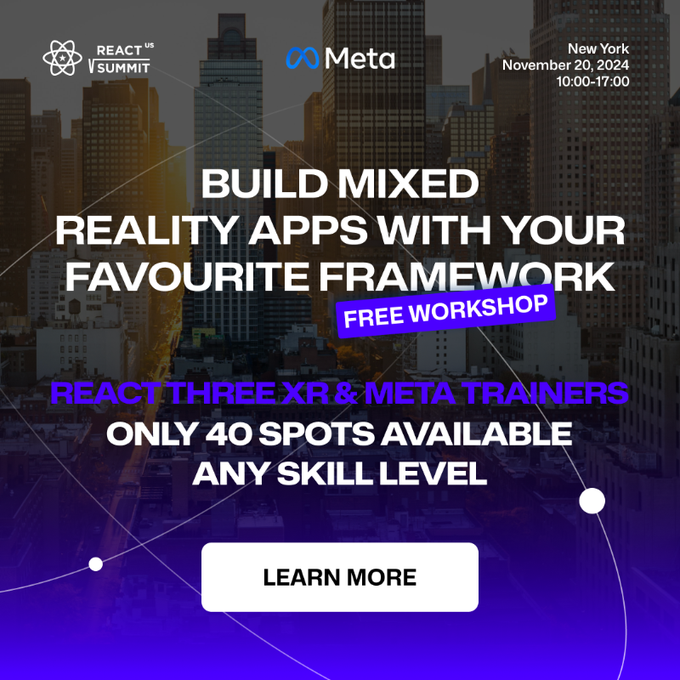 REACT US
SUMMIT
Meta
New York
November 20, 2024
10:00-17:00
BUILD MIXED
REALITY APPS WITH YOUR
FAVOURITE FRAMEWORK
FREE WORKSHOP
REACT THREE XR & META TRAINERS
ONLY 40 SPOTS AVAILABLE
ANY SKILL LEVEL
LEARN MORE